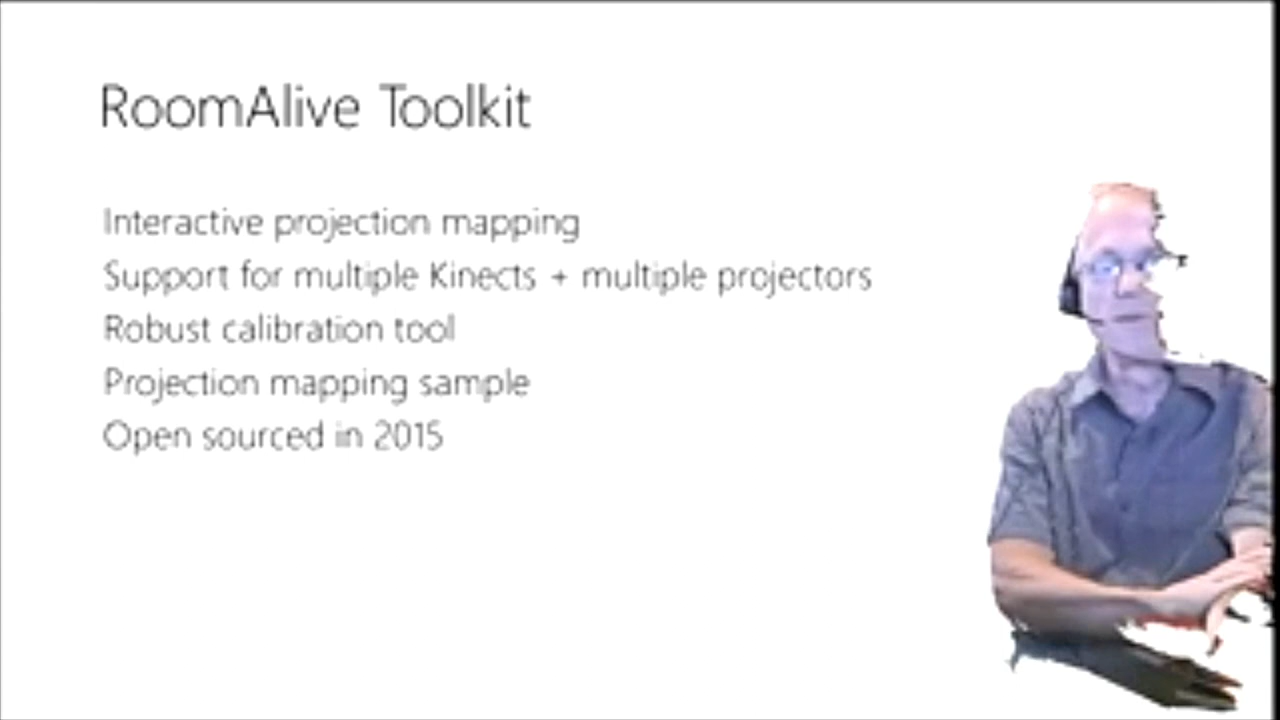 RoomAlive Toolkit
Interactive projection mapping
Support for multiple Kinects + multiple projectors
Robust calibration tool
Projection mapping sample
Open sourced in 2015